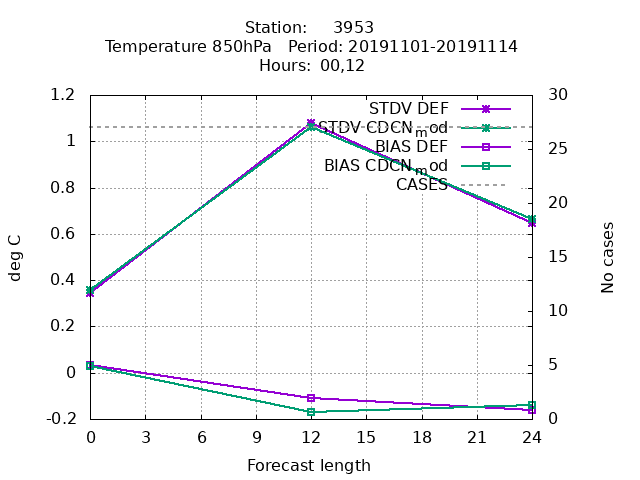 Station: 3953
Temperature 850hPa Period: 20191101-20191114
Hours: 00,12
1.2
1
0.8
0.6
0.4
0.2
0
-0.2
deg C
STDV DEF
STDV CDCN_mod
BIAS DEF
BIAS CDCN_mod
CASES
30
25
20
15
10
5
0
No cases
0 3 6 9 12 15 18 21 24
Forecast length